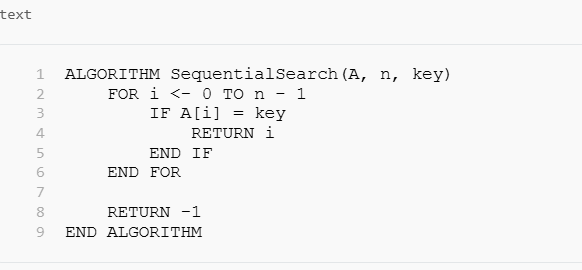 text
1 ALGORITHM SequentialSearch(A, n, key)
2     FOR i <- 0 TO n - 1
3         IF A[i] = key
4             RETURN i
5         END IF
6     END FOR
7
8     RETURN -1
9 END ALGORITHM